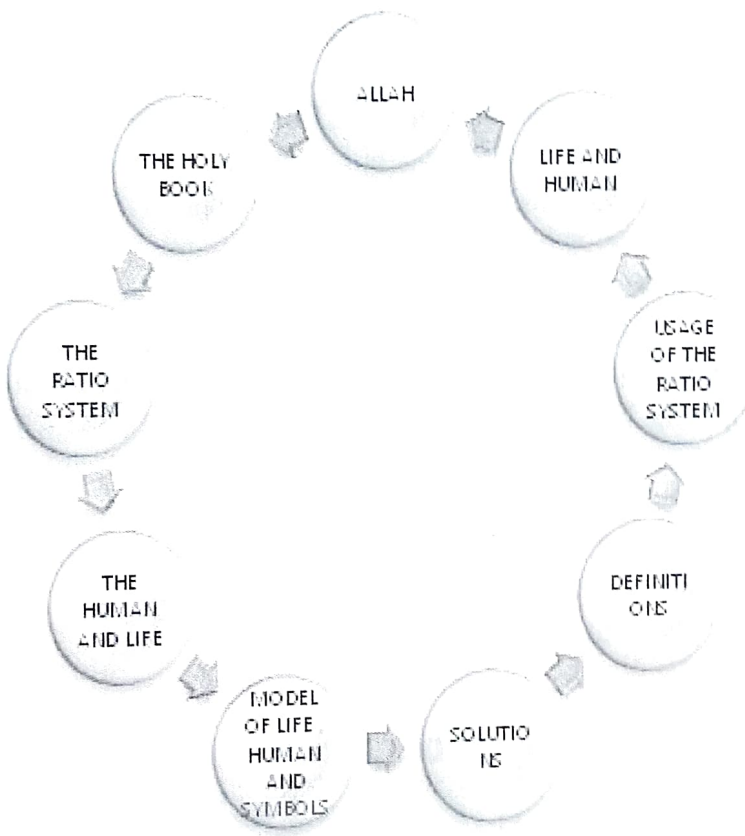 ALLAH
THE HOLY
BOOK
LIFE AND
HUMAN
THE
RATIO
SYSTEM
USAGE
OF THE
RATIO
SYSTEM
THE
HUMAN
AND LIFE
DEFINITI
ONS
MODEL
OF LIFE,
HUMAN
AND
SYMBOLS
SOLUTIO
NS